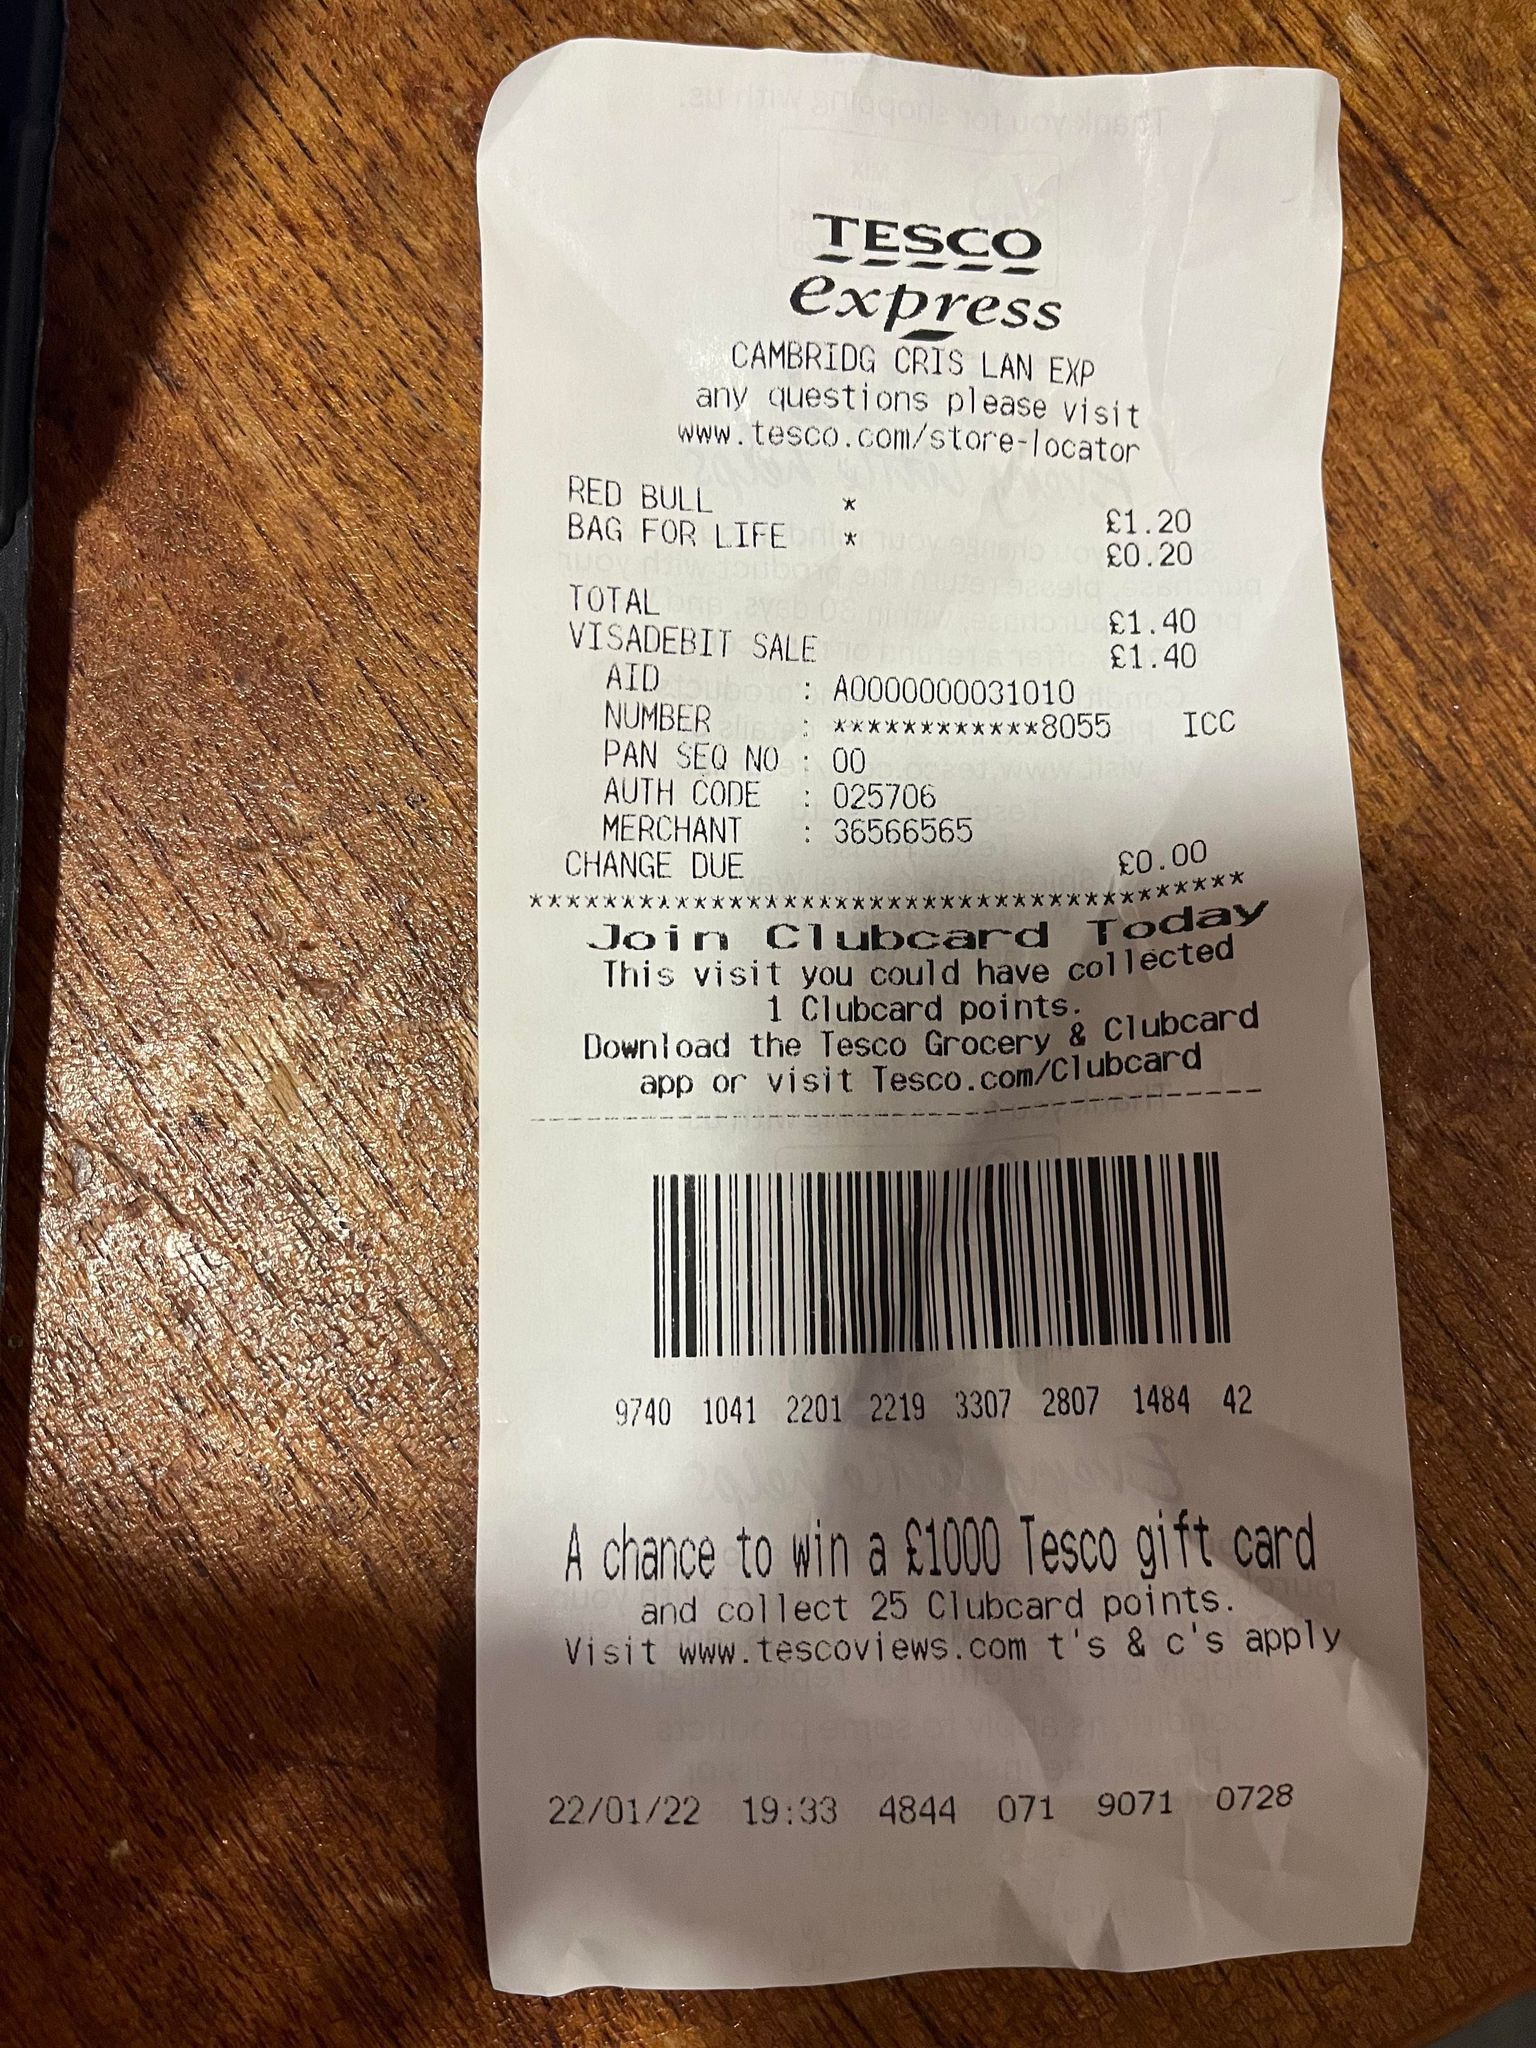 TESCO
express
CAMBRIDG CRIS LAN EXP
any questions please visit
www.tesco.com/store-locator
RED BULL * £1.20
BAG FOR LIFE * £0.20
TOTAL £1.40
VISADEBIT SALE £1.40
AID : A0000000031010
NUMBER : ************8055 ICC
PAN SEQ NO : 00
AUTH CODE : 025706
MERCHANT : 36566565
CHANGE DUE £0.00
***************************************
Join Clubcard Today
This visit you could have collected
1 Clubcard points.
Download the Tesco Grocery & Clubcard
app or visit Tesco.com/Clubcard
9740 1041 2201 2219 3307 2807 1484 42
A chance to win a £1000 Tesco gift card
and collect 25 Clubcard points.
Visit www.tescoviews.com t's & c's apply
22/01/22 19:33 4844 071 9071 0728